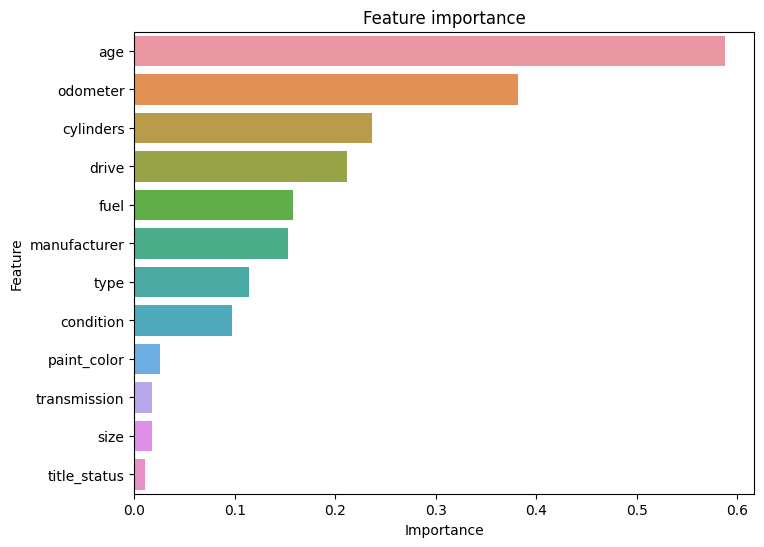 Feature importance
age
odometer
cylinders
drive
fuel
manufacturer
type
condition
paint_color
transmission
size
title_status
Feature
0.0 0.1 0.2 0.3 0.4 0.5 0.6
Importance